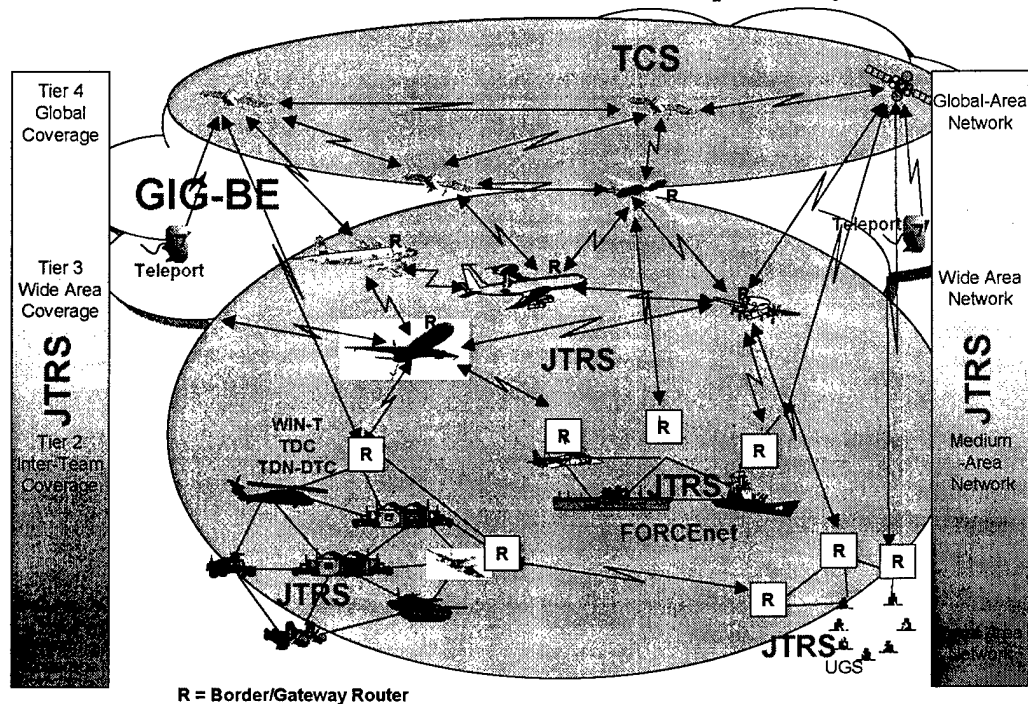 TCS
Tier 4
Global
Coverage
Global-Area
Network
GIG-BE
R
Teleport
Teleport
R
R
R
R
Tier 3
Wide Area
Coverage
Wide Area
Network
JTRS
JTRS
JTRS
WIN-T
TDC
TDN-DTC
R
R
R
R
Tier 2
Inter-Team
Coverage
Medium
-Area
Network
JTRS
FORCEnet
R
R
R
R
JTRS
JTRS
UGS
R = Border/Gateway Router